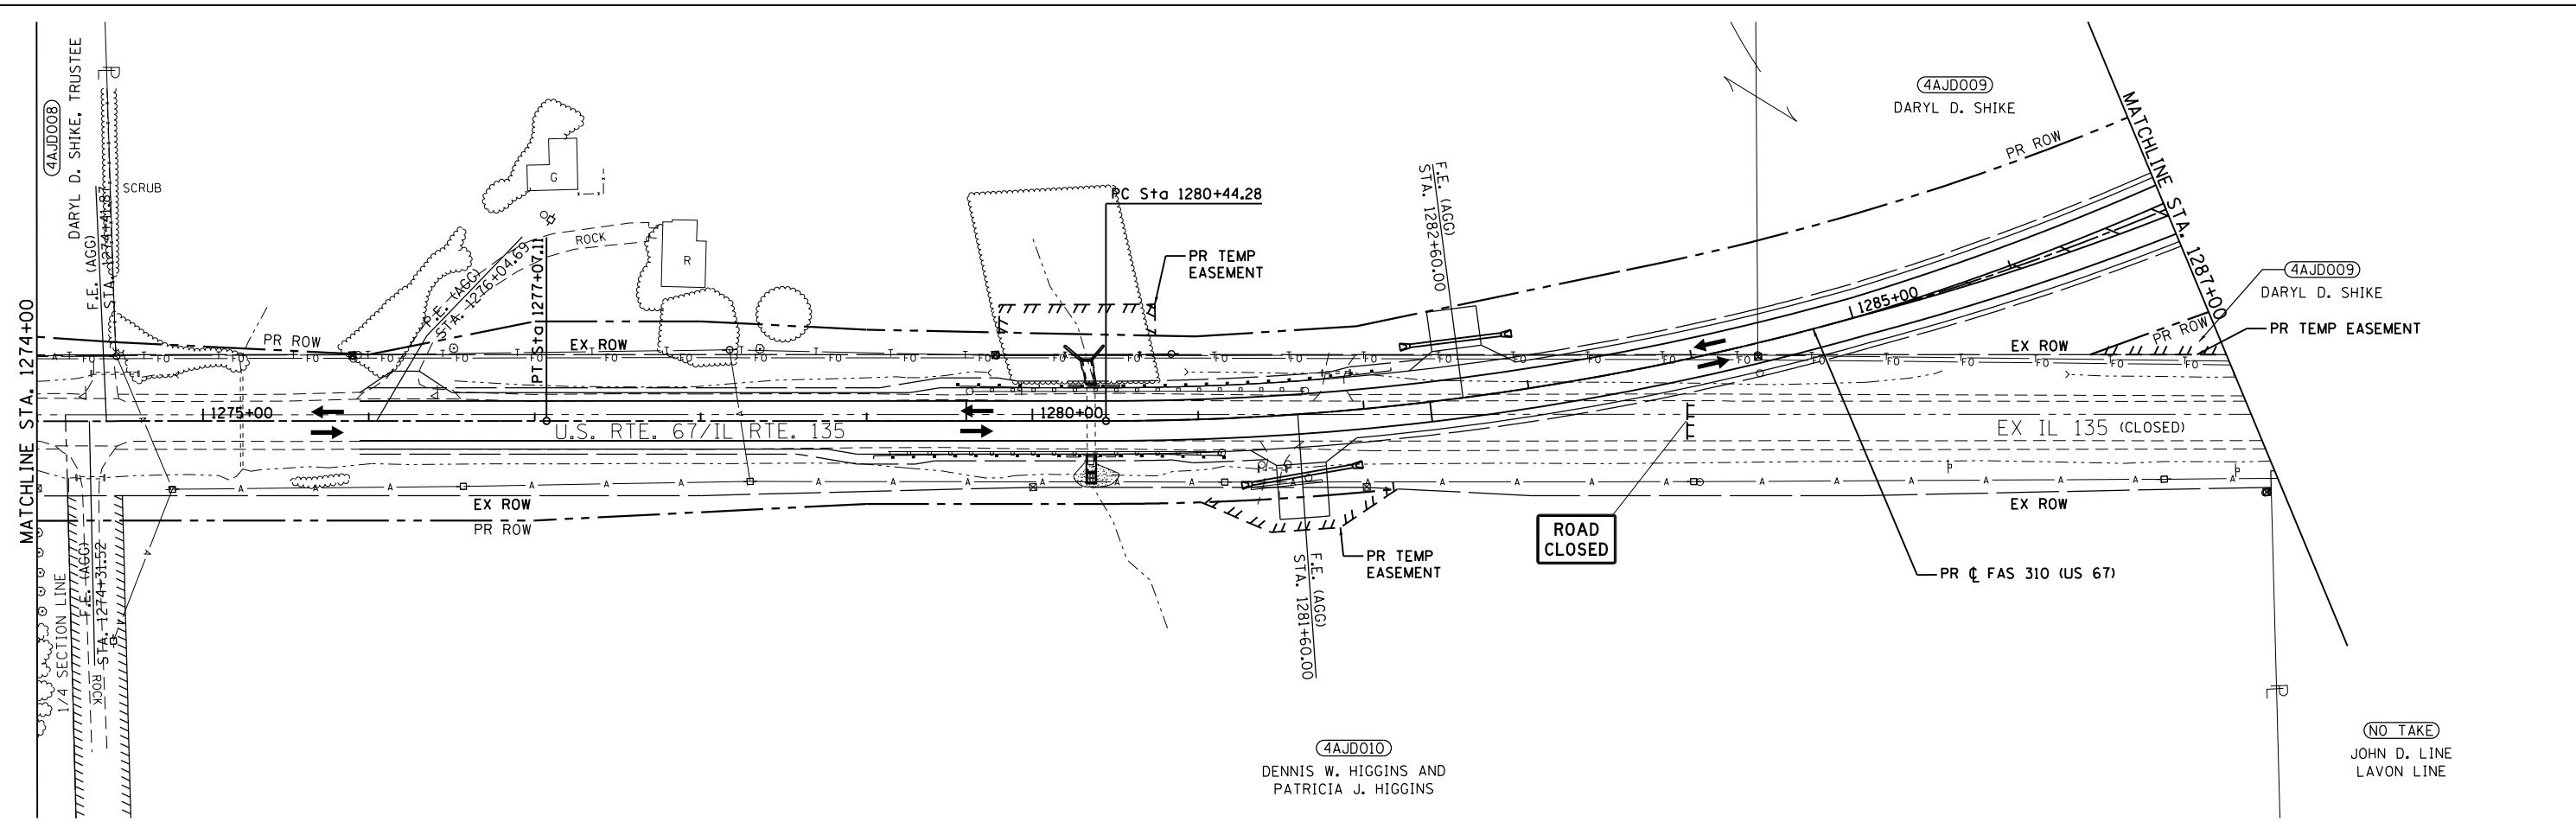 MATCHLINE STA. 1274+00
4AJD008
DARYL D. SHIKE, TRUSTEE
F.E. (AGG)
STA. 1274+41.87
SCRUB
P.E. (AGG)
STA. 1276+04.69
G
ROCK
R
PT Sta 1277+07.11
PC Sta 1280+44.28
PR TEMP
EASEMENT
F.E. (AGG)
STA. 1282+60.00
4AJD009
DARYL D. SHIKE
PR ROW
MATCHLINE STA. 1287+00
4AJD009
DARYL D. SHIKE
PR ROW
PR TEMP EASEMENT
PR ROW
EX ROW
EX ROW
1275+00
1280+00
1285+00
U.S. RTE. 67/IL RTE. 135
EX IL 135 (CLOSED)
EX ROW
PR ROW
EX ROW
ROAD
CLOSED
PR ℄ FAS 310 (US 67)
PR TEMP
EASEMENT
F.E. (AGG)
STA. 1281+60.00
1/4 SECTION LINE
F.E. (AGG)
STA. 1274+31.52
ROCK
4AJD010
DENNIS W. HIGGINS AND
PATRICIA J. HIGGINS
NO TAKE
JOHN D. LINE
LAVON LINE